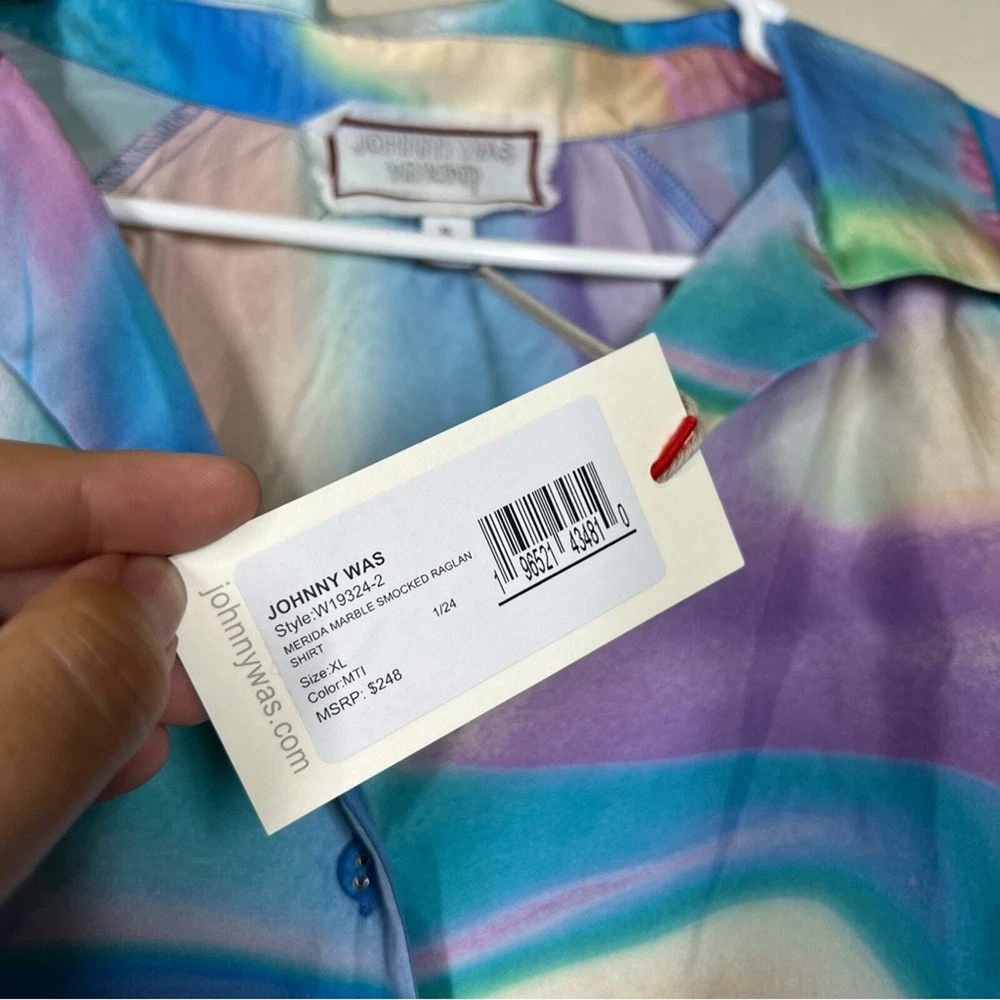 JOHNNY WAS
JOHNNY WAS
Style:W19324-2
MERIDA MARBLE SMOCKED RAGLAN
SHIRT
1/24
Size:XL
Color:MTI
MSRP: $248
1 96521 43481 0
johnnywas.com